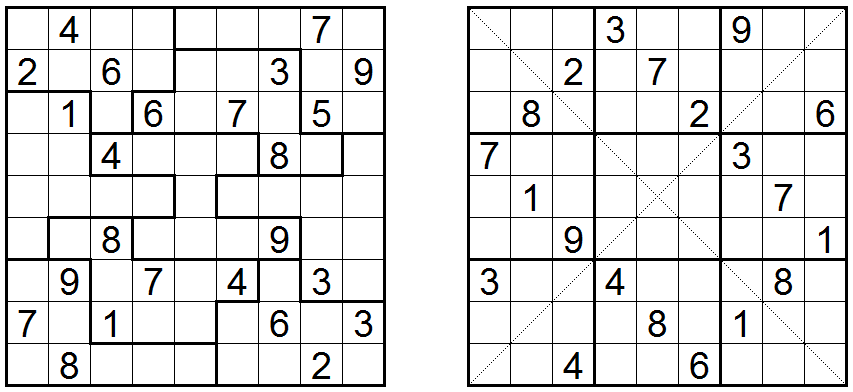 4 7 3 9
2 6 3 9 2 7
1 6 7 5 8 2 6
4 8 7 3
1 7
8 9 9 1
9 7 4 3 3 4 8
7 1 6 3 8 1
8 2 4 6